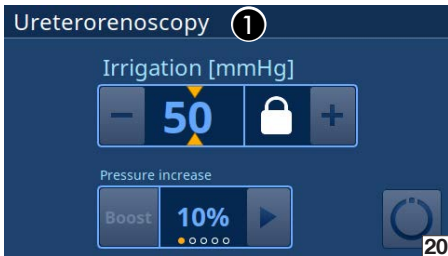 Ureterorenoscopy 1
Irrigation [mmHg]
− 50 +
Pressure increase
Boost 10%
20